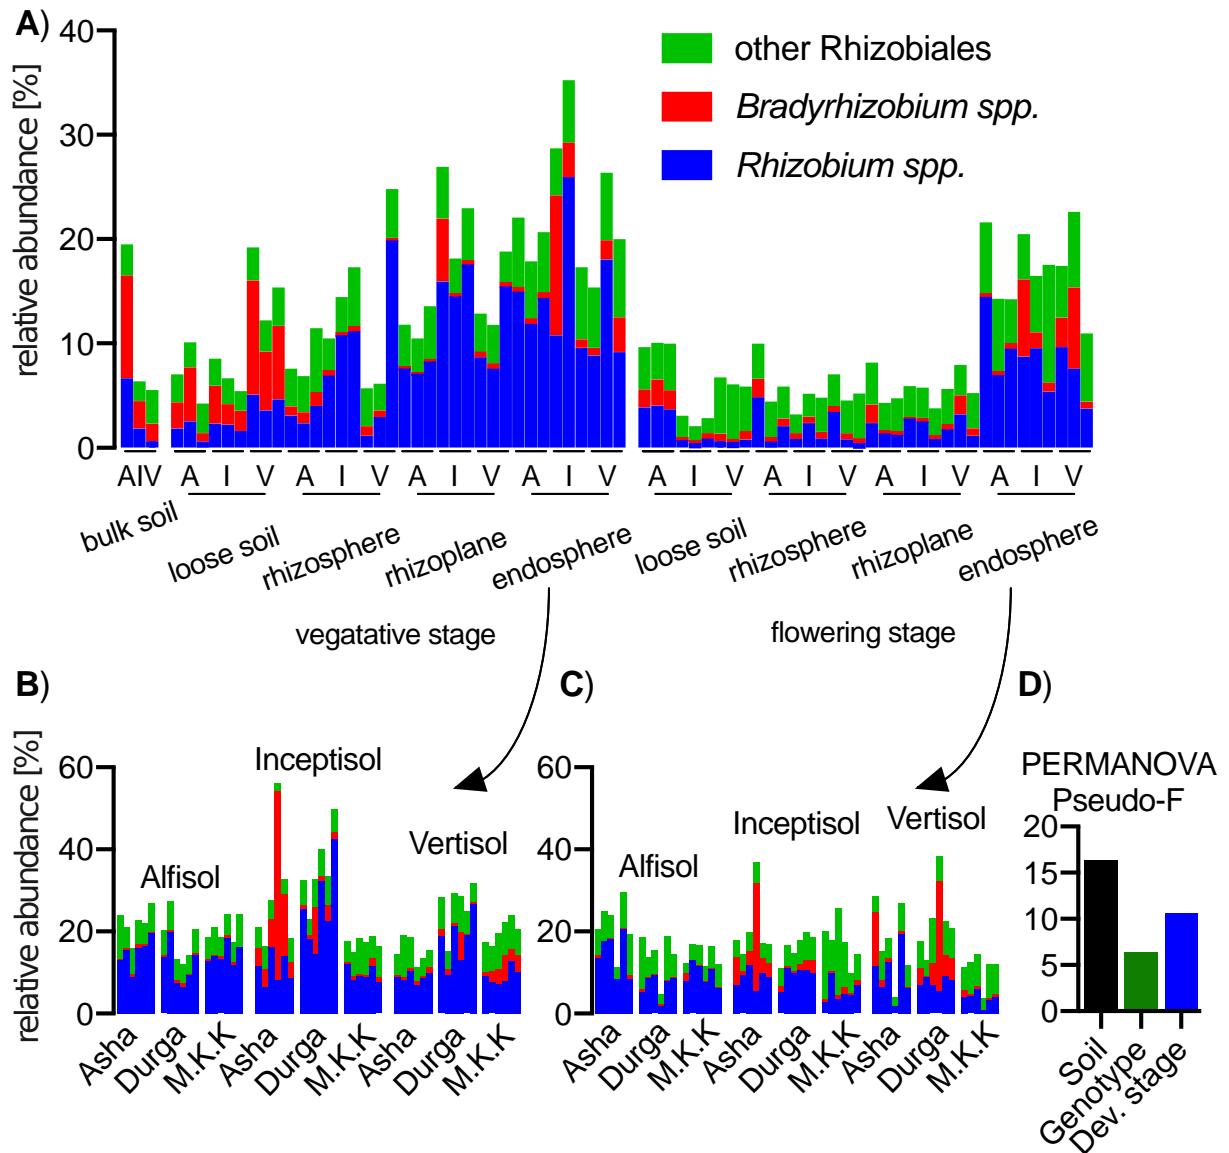 A)
relative abundance [%]
40
30
20
10
0
other Rhizobiales
Bradyrhizobium spp.
Rhizobium spp.
AIV A I V A I V A I V A I V A I V A I V A I V A I V
bulk soil
loose soil
rhizosphere
rhizoplane
endosphere
loose soil
rhizosphere
rhizoplane
endosphere
vegatative stage
flowering stage
B)
relative abundance [%]
60
40
20
0
Alfisol
Inceptisol
Vertisol
Asha
Durga
M.K.K
Asha
Durga
M.K.K
Asha
Durga
M.K.K
C)
60
40
20
0
Alfisol
Inceptisol
Vertisol
Asha
Durga
M.K.K
Asha
Durga
M.K.K
Asha
Durga
M.K.K
D)
PERMANOVA
Pseudo-F
20
15
10
5
0
Soil
Genotype
Dev. stage